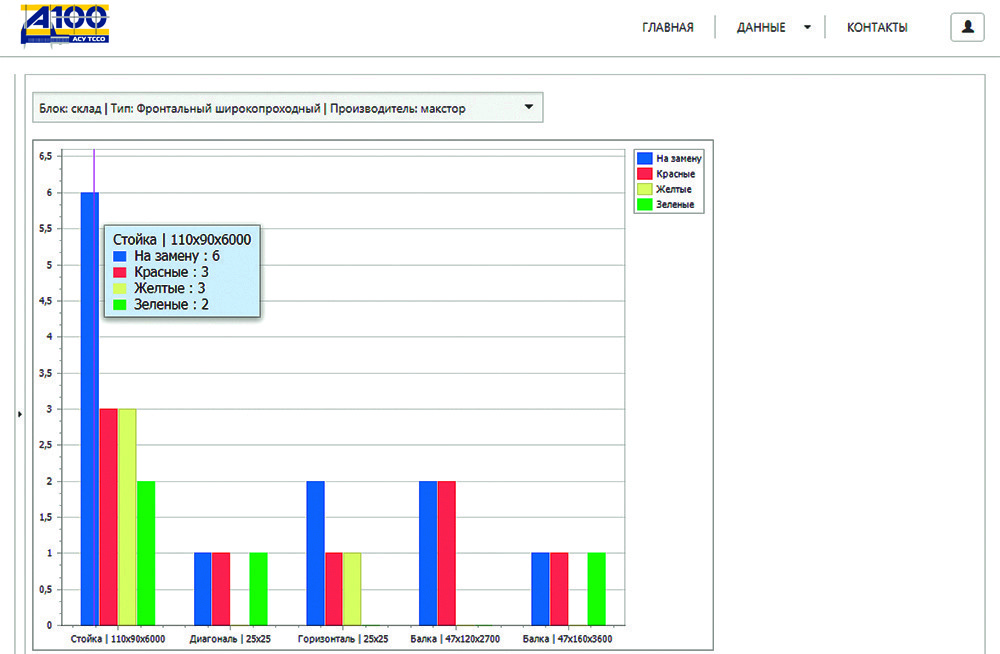 А100
АСУ ТССО
ГЛАВНАЯ
ДАННЫЕ
КОНТАКТЫ
Блок: склад | Тип: Фронтальный широкопроходный | Производитель: макстор
6,5
6
5,5
5
4,5
4
3,5
3
2,5
2
1,5
1
0,5
0
На замену
Красные
Желтые
Зеленые
Стойка | 110x90x6000
На замену : 6
Красные : 3
Желтые : 3
Зеленые : 2
Стойка | 110x90x6000
Диагональ | 25x25
Горизонталь | 25x25
Балка | 47x120x2700
Балка | 47x160x3600